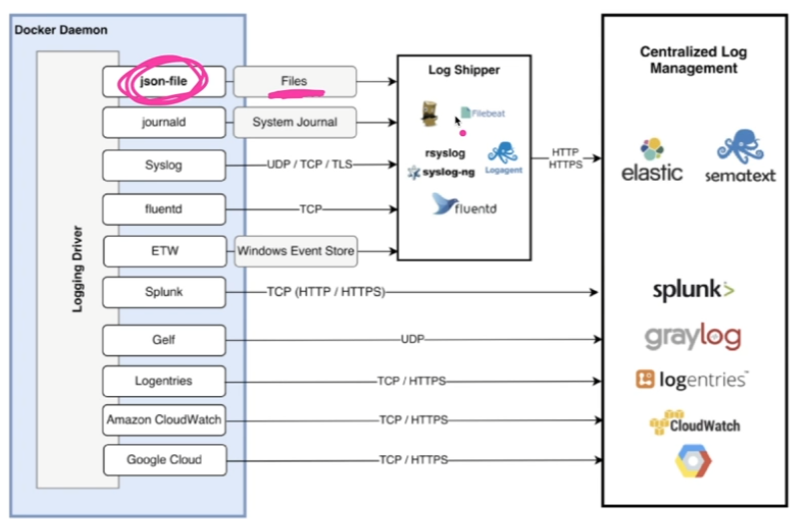 Docker Daemon
Logging Driver
json-file
Files
journald
System Journal
Syslog
UDP / TCP / TLS
fluentd
TCP
ETW
Windows Event Store
Splunk
TCP (HTTP / HTTPS)
Gelf
UDP
Logentries
TCP / HTTPS
Amazon CloudWatch
TCP / HTTPS
Google Cloud
TCP / HTTPS
Log Shipper
Filebeat
rsyslog
syslog-ng
Logagent
fluentd
HTTP
HTTPS
Centralized Log
Management
elastic
sematext
splunk>
graylog
logentries
CloudWatch